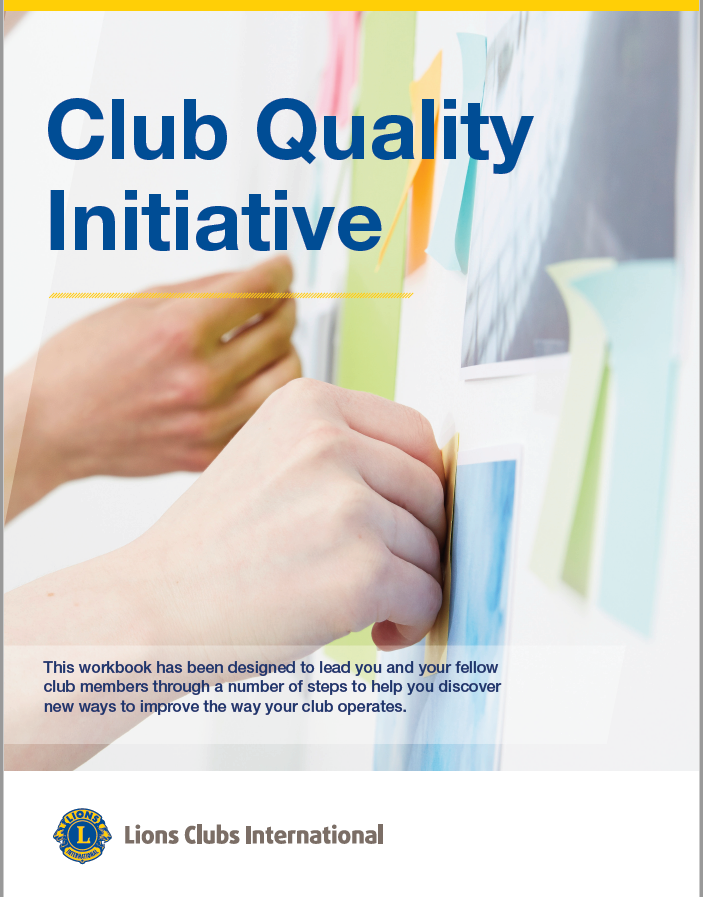 Club Quality
Initiative
This workbook has been designed to lead you and your fellow
club members through a number of steps to help you discover
new ways to improve the way your club operates.
LIONS
L
INTERNATIONAL
Lions Clubs International